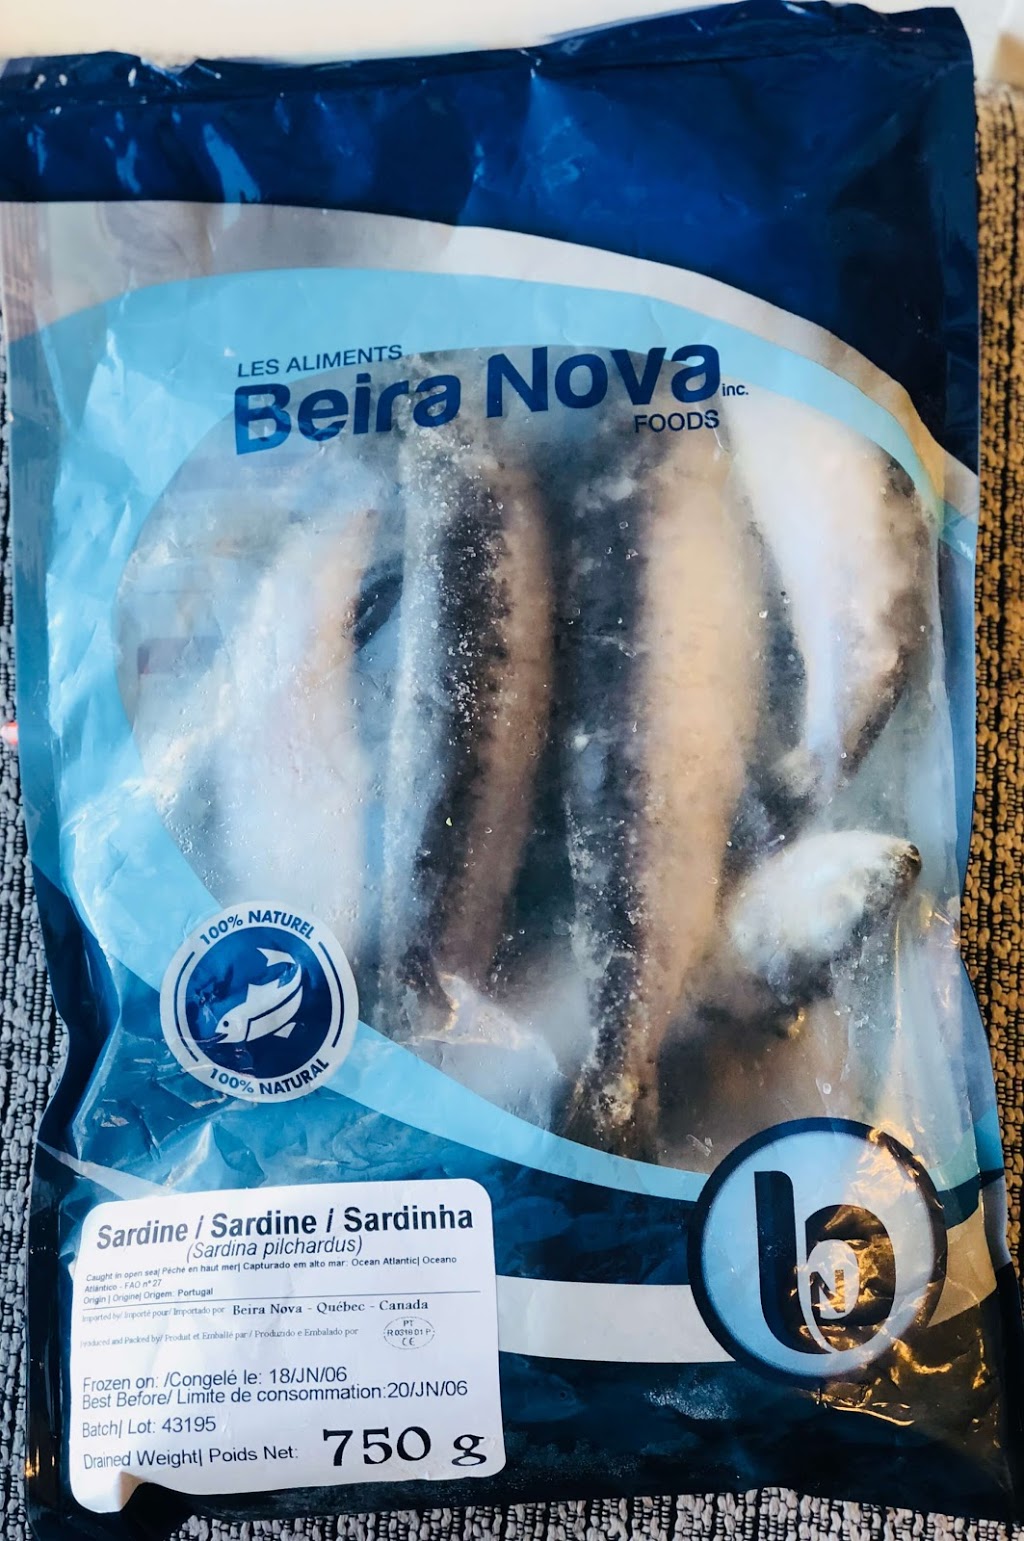 LES ALIMENTS
Beira Nova inc.
FOODS
100% NATUREL
100% NATURAL
b
N
Sardine / Sardine / Sardinha
(Sardina pilchardus)
Caught in open sea| Pêché en haut mer| Capturado em alto mar: Ocean Atlantic| Oceano
Atlântico - FAO nº 27
Origin | Origine| Origem: Portugal
Imported by/ Importé pour/ Importado por Beira Nova - Québec - Canada
Produced and Packed by/ Produit et Emballé par/ Produzido e Embalado por
PT
R 0318 01 P
CE
Frozen on: /Congelé le: 18/JN/06
Best Before/ Limite de consommation:20/JN/06
Batch| Lot: 43195
Drained Weight| Poids Net: 750 g